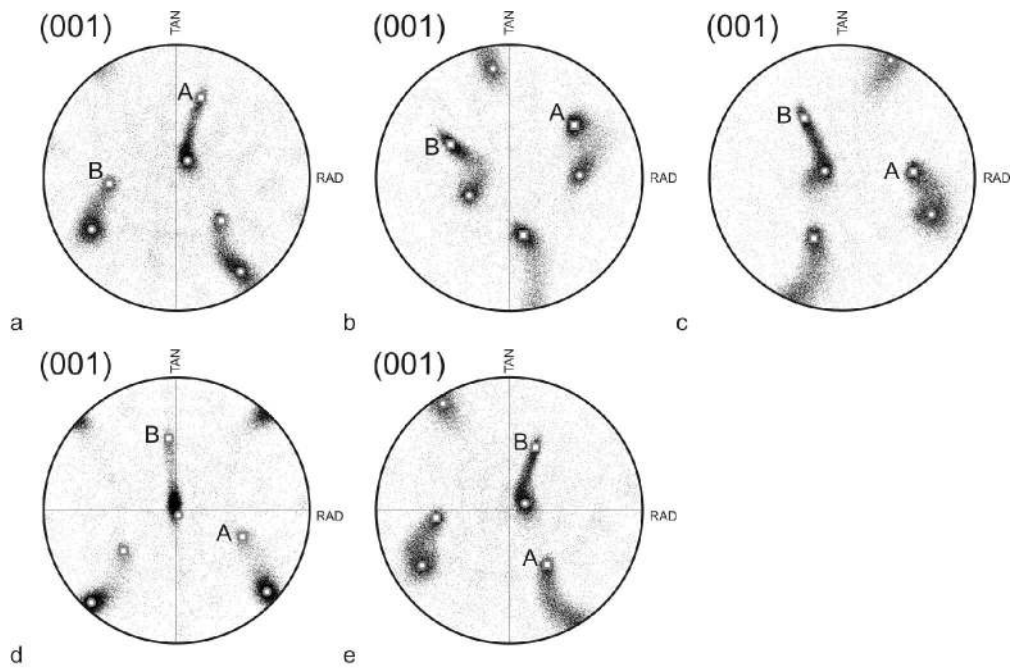 (001)
TAN
A
B
RAD
a
(001)
TAN
A
B
RAD
b
(001)
TAN
B
A
RAD
c
(001)
TAN
B
A
RAD
d
(001)
TAN
B
A
RAD
e